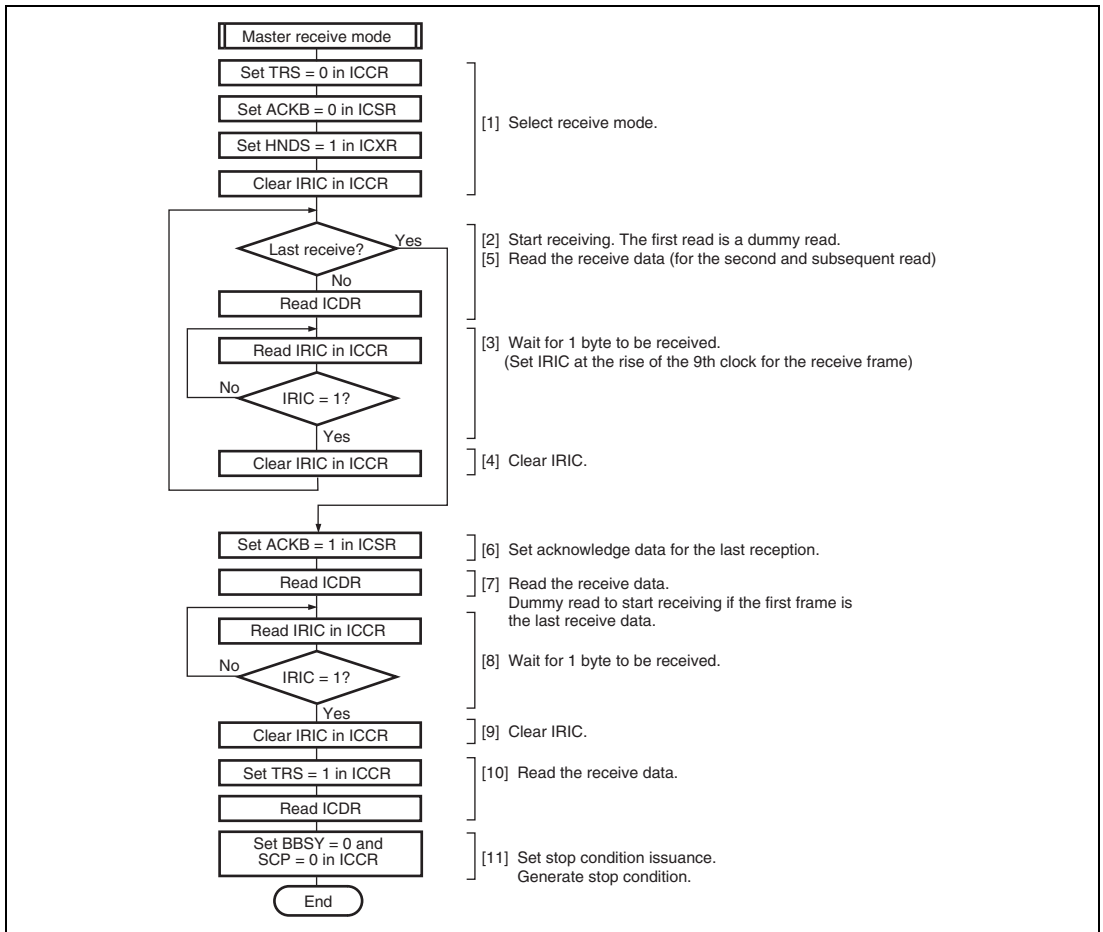 Master receive mode
Set TRS = 0 in ICCR
Set ACKB = 0 in ICSR
[1] Select receive mode.
Set HNDS = 1 in ICXR
Clear IRIC in ICCR
Last receive?
Yes
[2] Start receiving. The first read is a dummy read.
[5] Read the receive data (for the second and subsequent read)
No
Read ICDR
Read IRIC in ICCR
[3] Wait for 1 byte to be received.
(Set IRIC at the rise of the 9th clock for the receive frame)
No
IRIC = 1?
Yes
Clear IRIC in ICCR
[4] Clear IRIC.
Set ACKB = 1 in ICSR
[6] Set acknowledge data for the last reception.
Read ICDR
[7] Read the receive data.
Dummy read to start receiving if the first frame is
the last receive data.
Read IRIC in ICCR
[8] Wait for 1 byte to be received.
No
IRIC = 1?
Yes
Clear IRIC in ICCR
[9] Clear IRIC.
Set TRS = 1 in ICCR
[10] Read the receive data.
Read ICDR
Set BBSY = 0 and
SCP = 0 in ICCR
[11] Set stop condition issuance.
Generate stop condition.
End